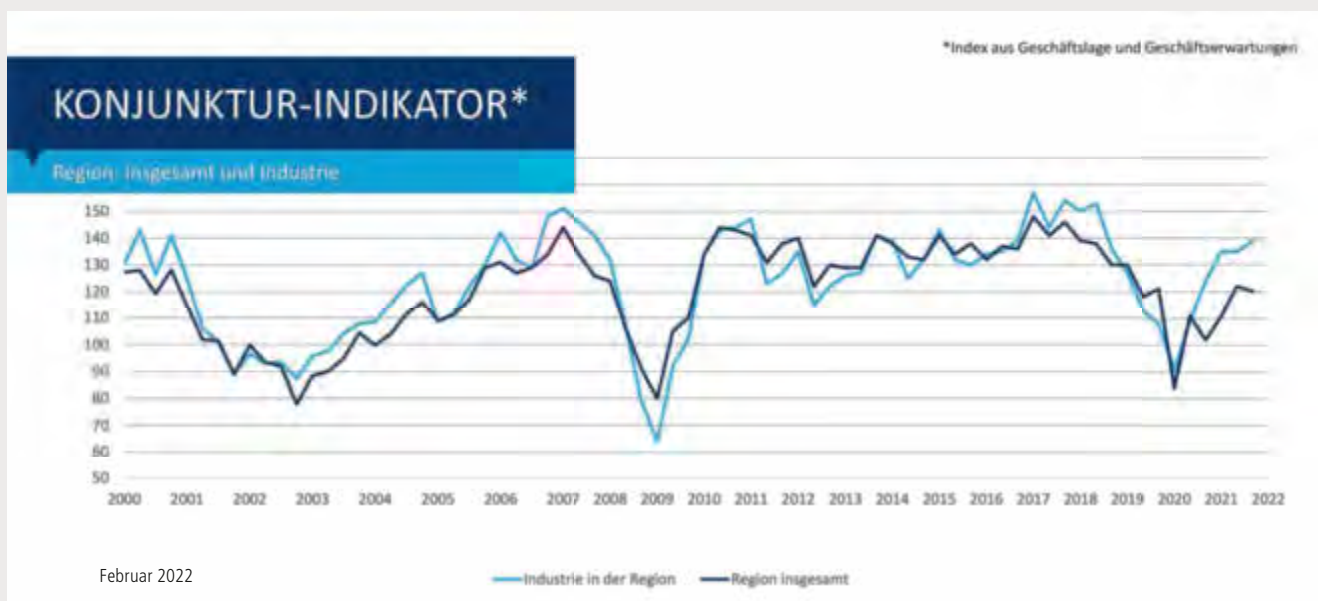 *Index aus Geschäftslage und Geschäftserwartungen
KONJUNKTUR-INDIKATOR*
Region: Insgesamt und Industrie
150
140
130
120
110
100
90
80
70
60
50
2000 2001 2002 2003 2004 2005 2006 2007 2008 2009 2010 2011 2012 2013 2014 2015 2016 2017 2018 2019 2020 2021 2022
Februar 2022
Industrie in der Region Region insgesamt